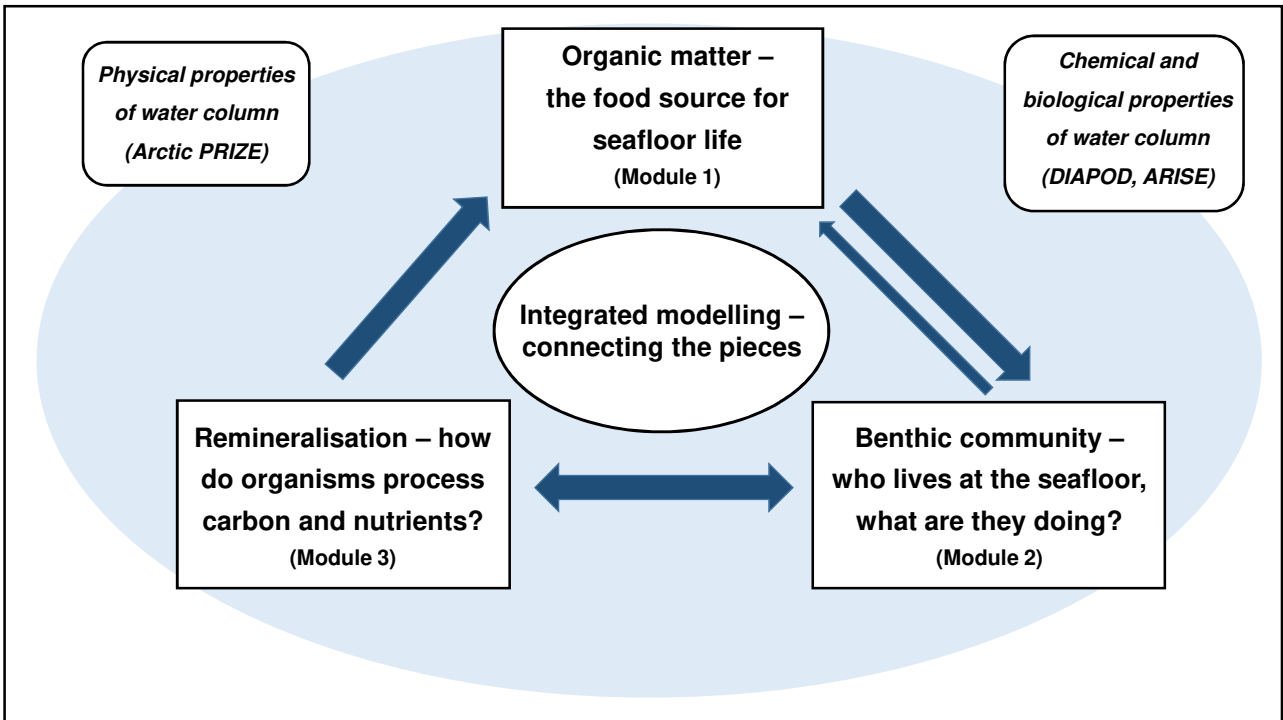 Physical properties
of water column
(Arctic PRIZE)
Organic matter –
the food source for
seafloor life
(Module 1)
Chemical and
biological properties
of water column
(DIAPOD, ARISE)
Integrated modelling –
connecting the pieces
Remineralisation – how
do organisms process
carbon and nutrients?
(Module 3)
Benthic community –
who lives at the seafloor,
what are they doing?
(Module 2)